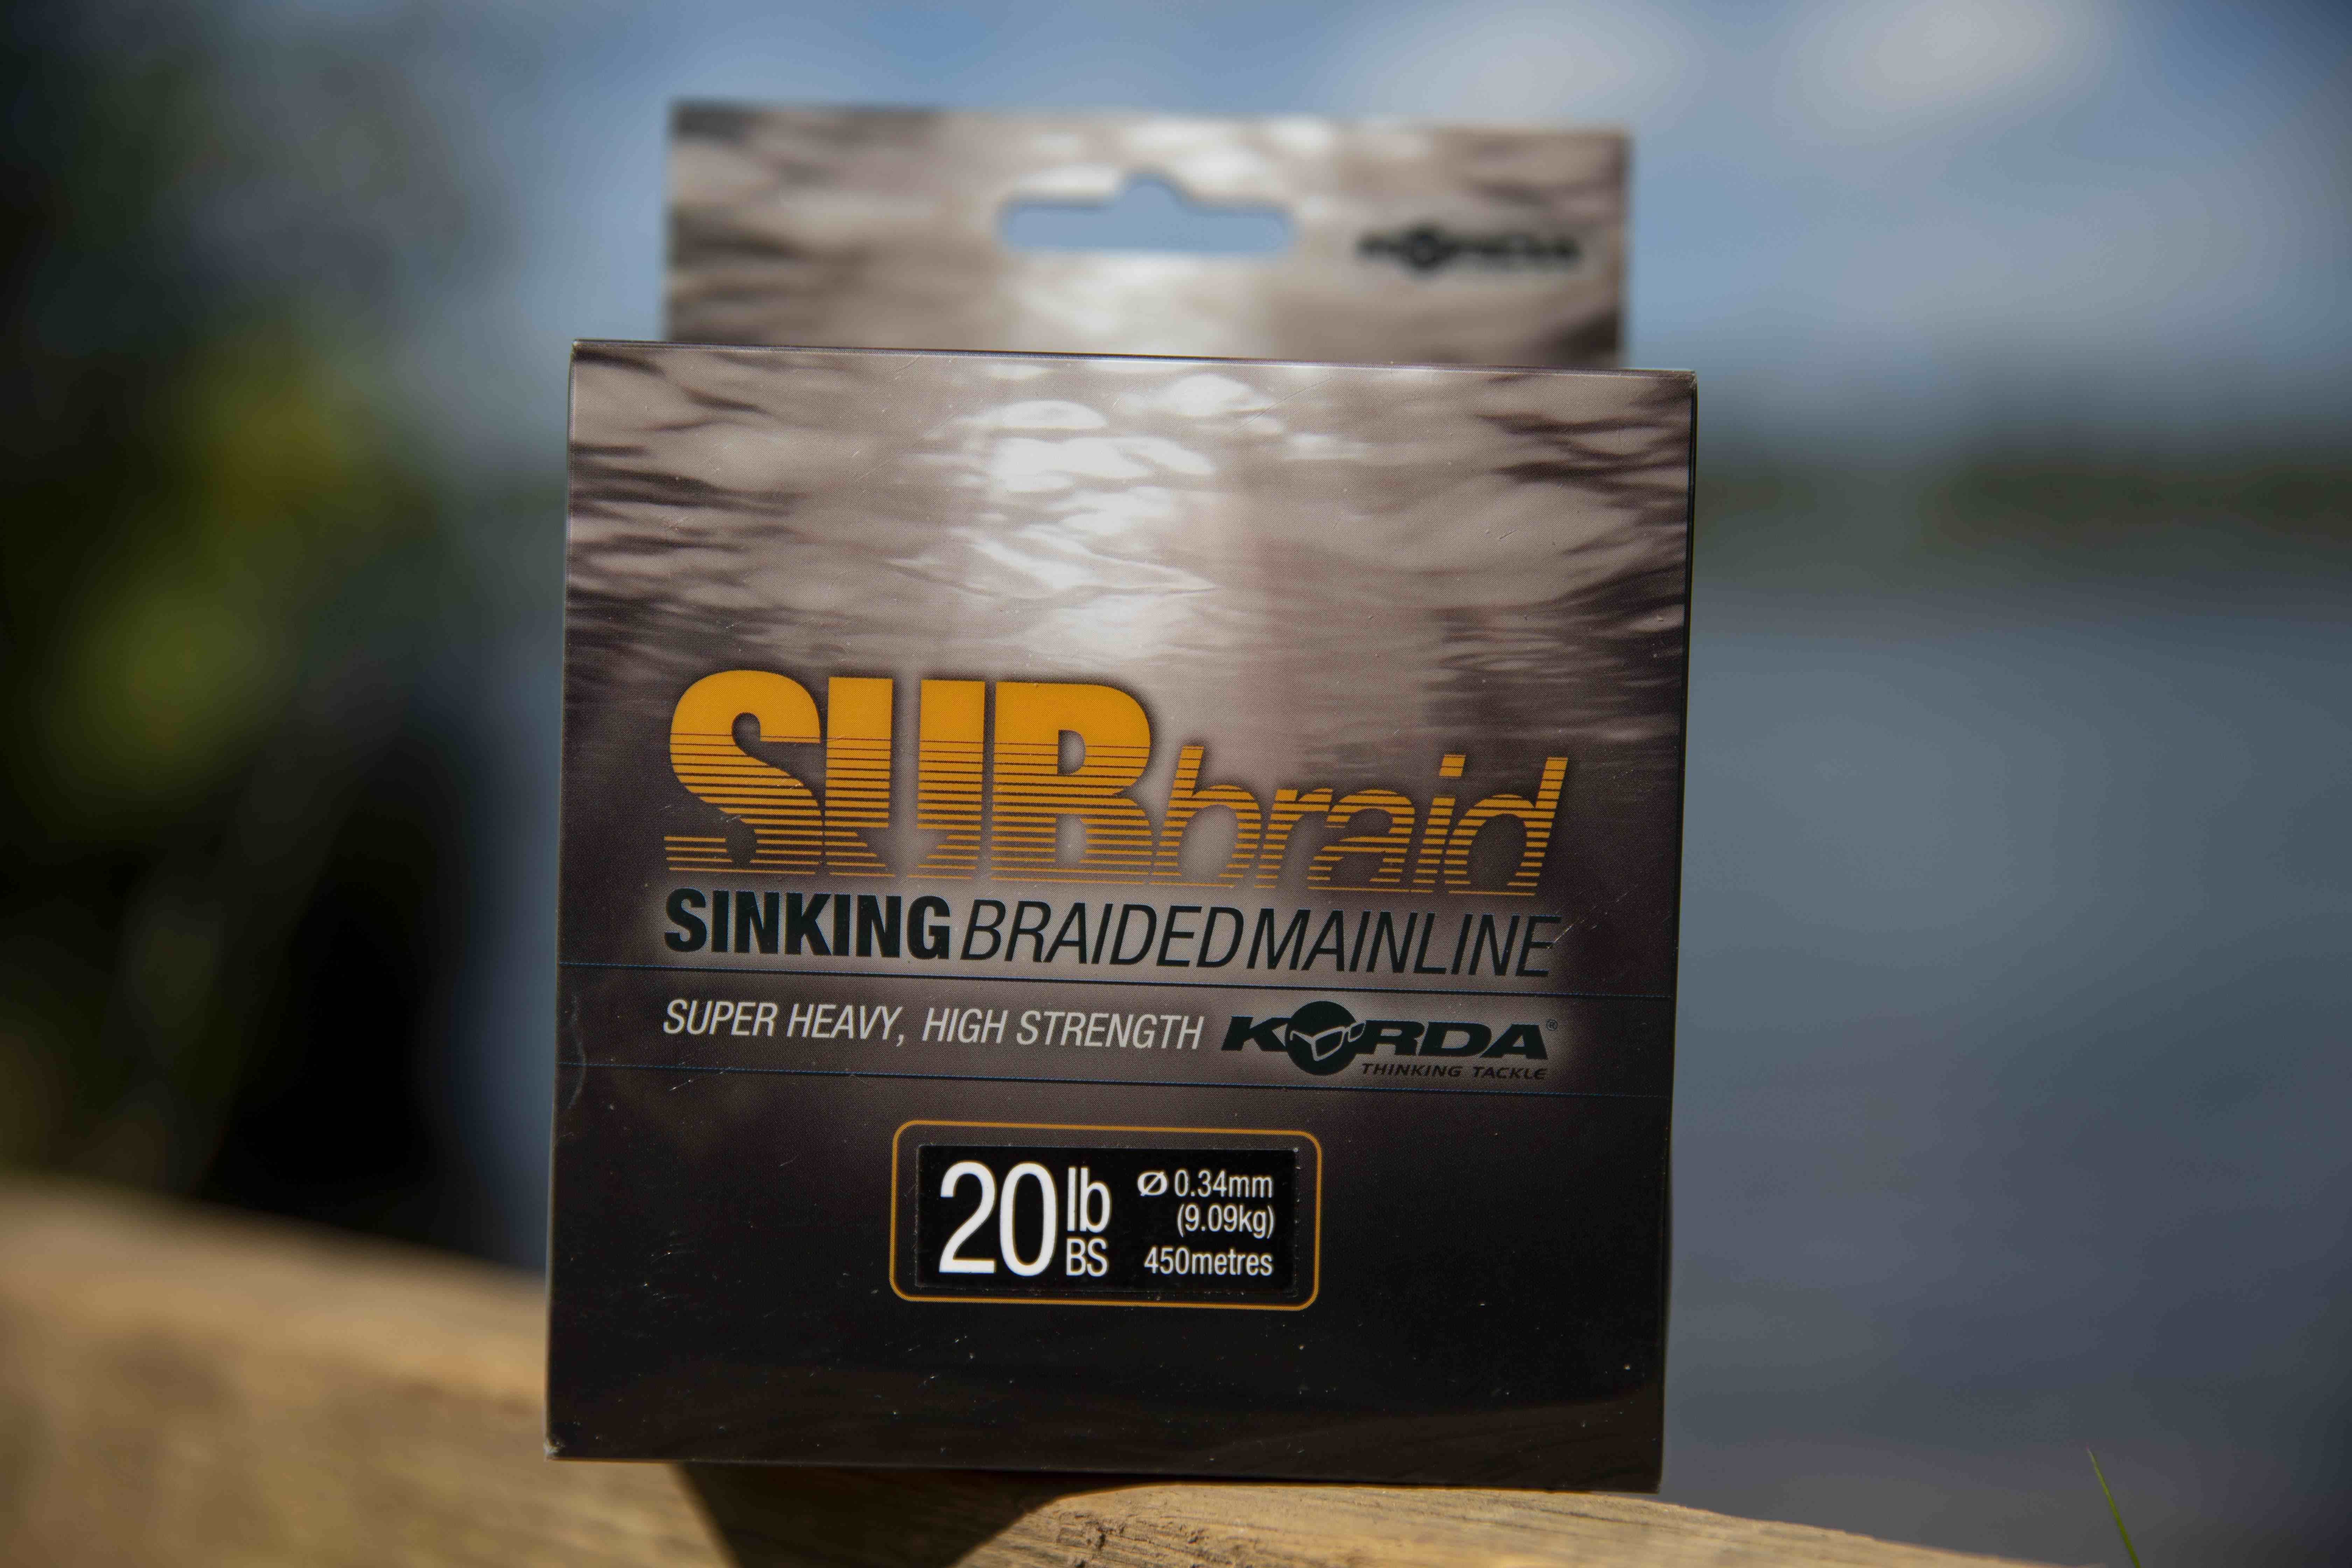 KORDA
SUBbraid
SINKING BRAIDED MAINLINE
SUPER HEAVY, HIGH STRENGTH KORDA®
THINKING TACKLE
20 lb BS
Ø 0.34mm
(9.09kg)
450metres